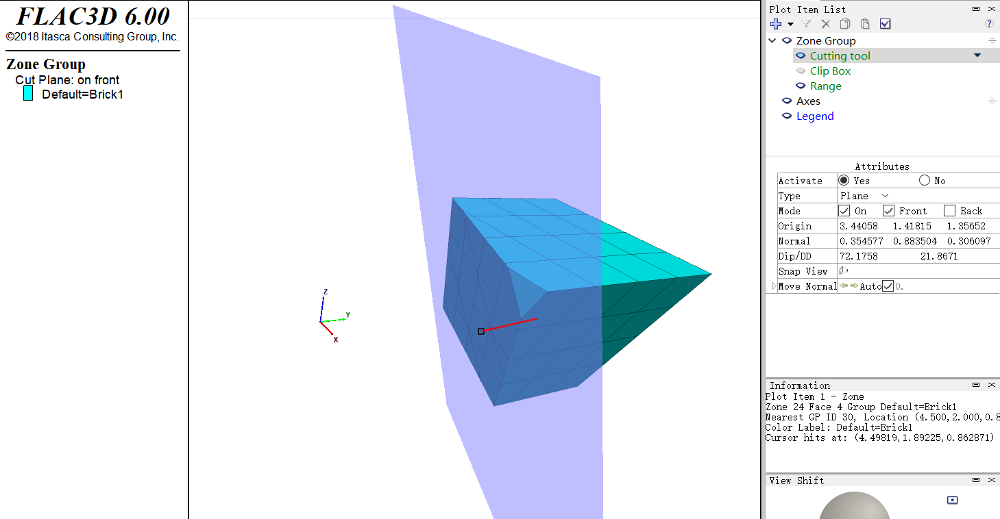 FLAC3D 6.00
©2018 Itasca Consulting Group, Inc.
Zone Group
Cut Plane: on front
Default=Brick1
Z
Y
X
Plot Item List
Zone Group
Cutting tool
Clip Box
Range
Axes
Legend
Attributes
Activate Yes No
Type Plane
Mode On Front Back
Origin 3.44058 1.41815 1.35652
Normal 0.354577 0.883504 0.306097
Dip/DD 72.1758 21.8671
Snap View
Move Normal Auto 0.
Information
Plot Item 1 - Zone
Zone 24 Face 4 Group Default=Brick1
Nearest GP ID 30, Location (4.500,2.000,0.8
Color Label: Default=Brick1
Cursor hits at: (4.49819,1.89225,0.862871)
View Shift